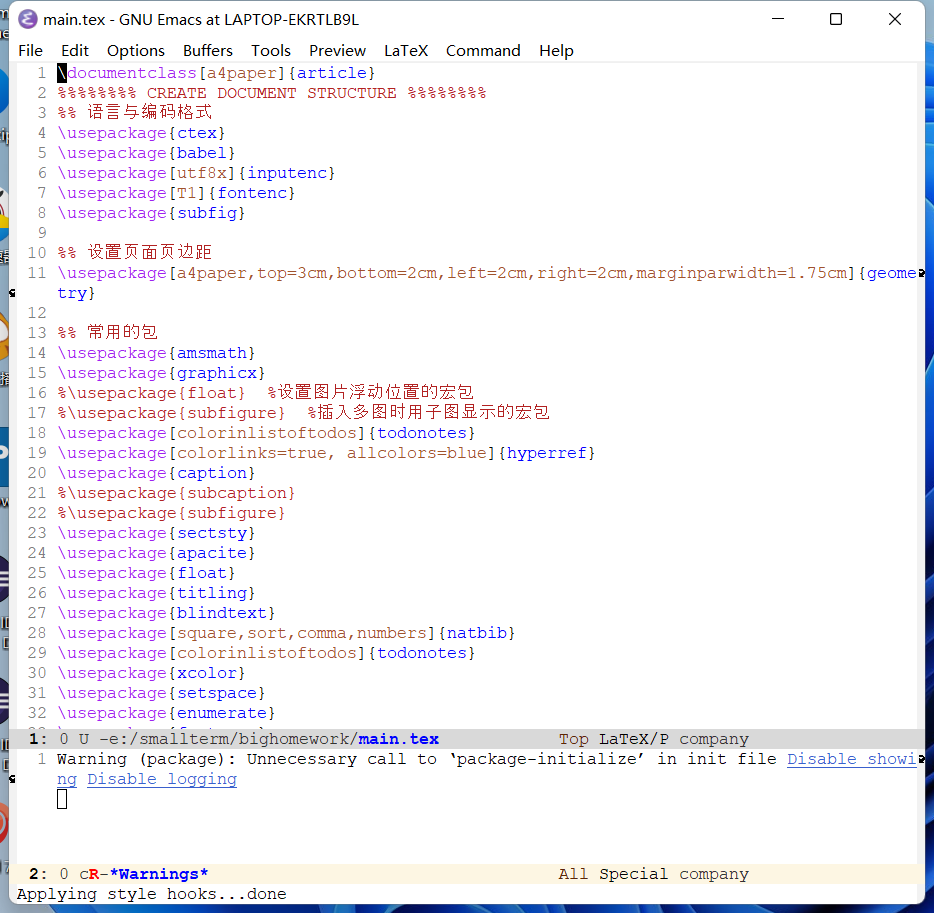 main.tex - GNU Emacs at LAPTOP-EKRTLB9L
File Edit Options Buffers Tools Preview LaTeX Command Help
1 \documentclass[a4paper]{article}
2 %%%%%%%% CREATE DOCUMENT STRUCTURE %%%%%%%%
3 %% 语言与编码格式
4 \usepackage{ctex}
5 \usepackage{babel}
6 \usepackage[utf8x]{inputenc}
7 \usepackage[T1]{fontenc}
8 \usepackage{subfig}
9
10 %% 设置页面页边距
11 \usepackage[a4paper,top=3cm,bottom=2cm,left=2cm,right=2cm,marginparwidth=1.75cm]{geome
try}
12
13 %% 常用的包
14 \usepackage{amsmath}
15 \usepackage{graphicx}
16 %\usepackage{float}  %设置图片浮动位置的宏包
17 %\usepackage{subfigure}  %插入多图时用子图显示的宏包
18 \usepackage[colorinlistoftodos]{todonotes}
19 \usepackage[colorlinks=true, allcolors=blue]{hyperref}
20 \usepackage{caption}
21 %\usepackage{subcaption}
22 %\usepackage{subfigure}
23 \usepackage{sectsty}
24 \usepackage{apacite}
25 \usepackage{float}
26 \usepackage{titling}
27 \usepackage{blindtext}
28 \usepackage[square,sort,comma,numbers]{natbib}
29 \usepackage[colorinlistoftodos]{todonotes}
30 \usepackage{xcolor}
31 \usepackage{setspace}
32 \usepackage{enumerate}
1: 0 U -e:/smallterm/bighomework/main.tex Top LaTeX/P company
1 Warning (package): Unnecessary call to ‘package-initialize’ in init file Disable showi
ng Disable logging
2: 0 cR-*Warnings* All Special company
Applying style hooks...done